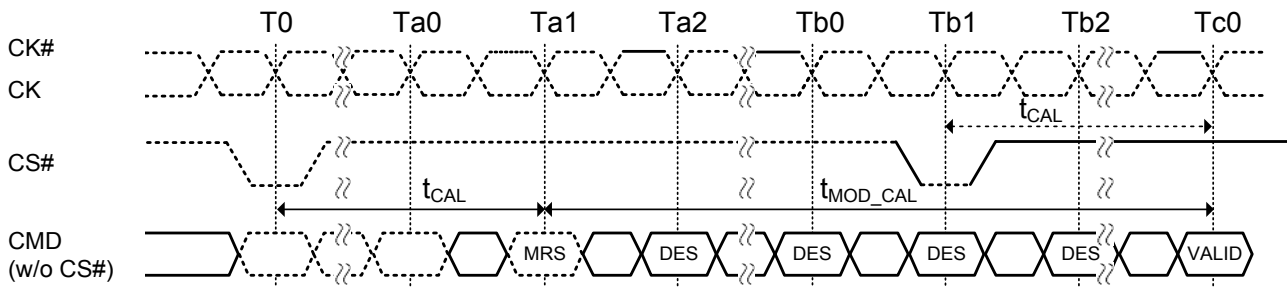 T0 Ta0 Ta1 Ta2 Tb0 Tb1 Tb2 Tc0
CK#
CK
tCAL
CS#
tCAL tMOD_CAL
CMD
(w/o CS#)
MRS DES DES DES DES VALID